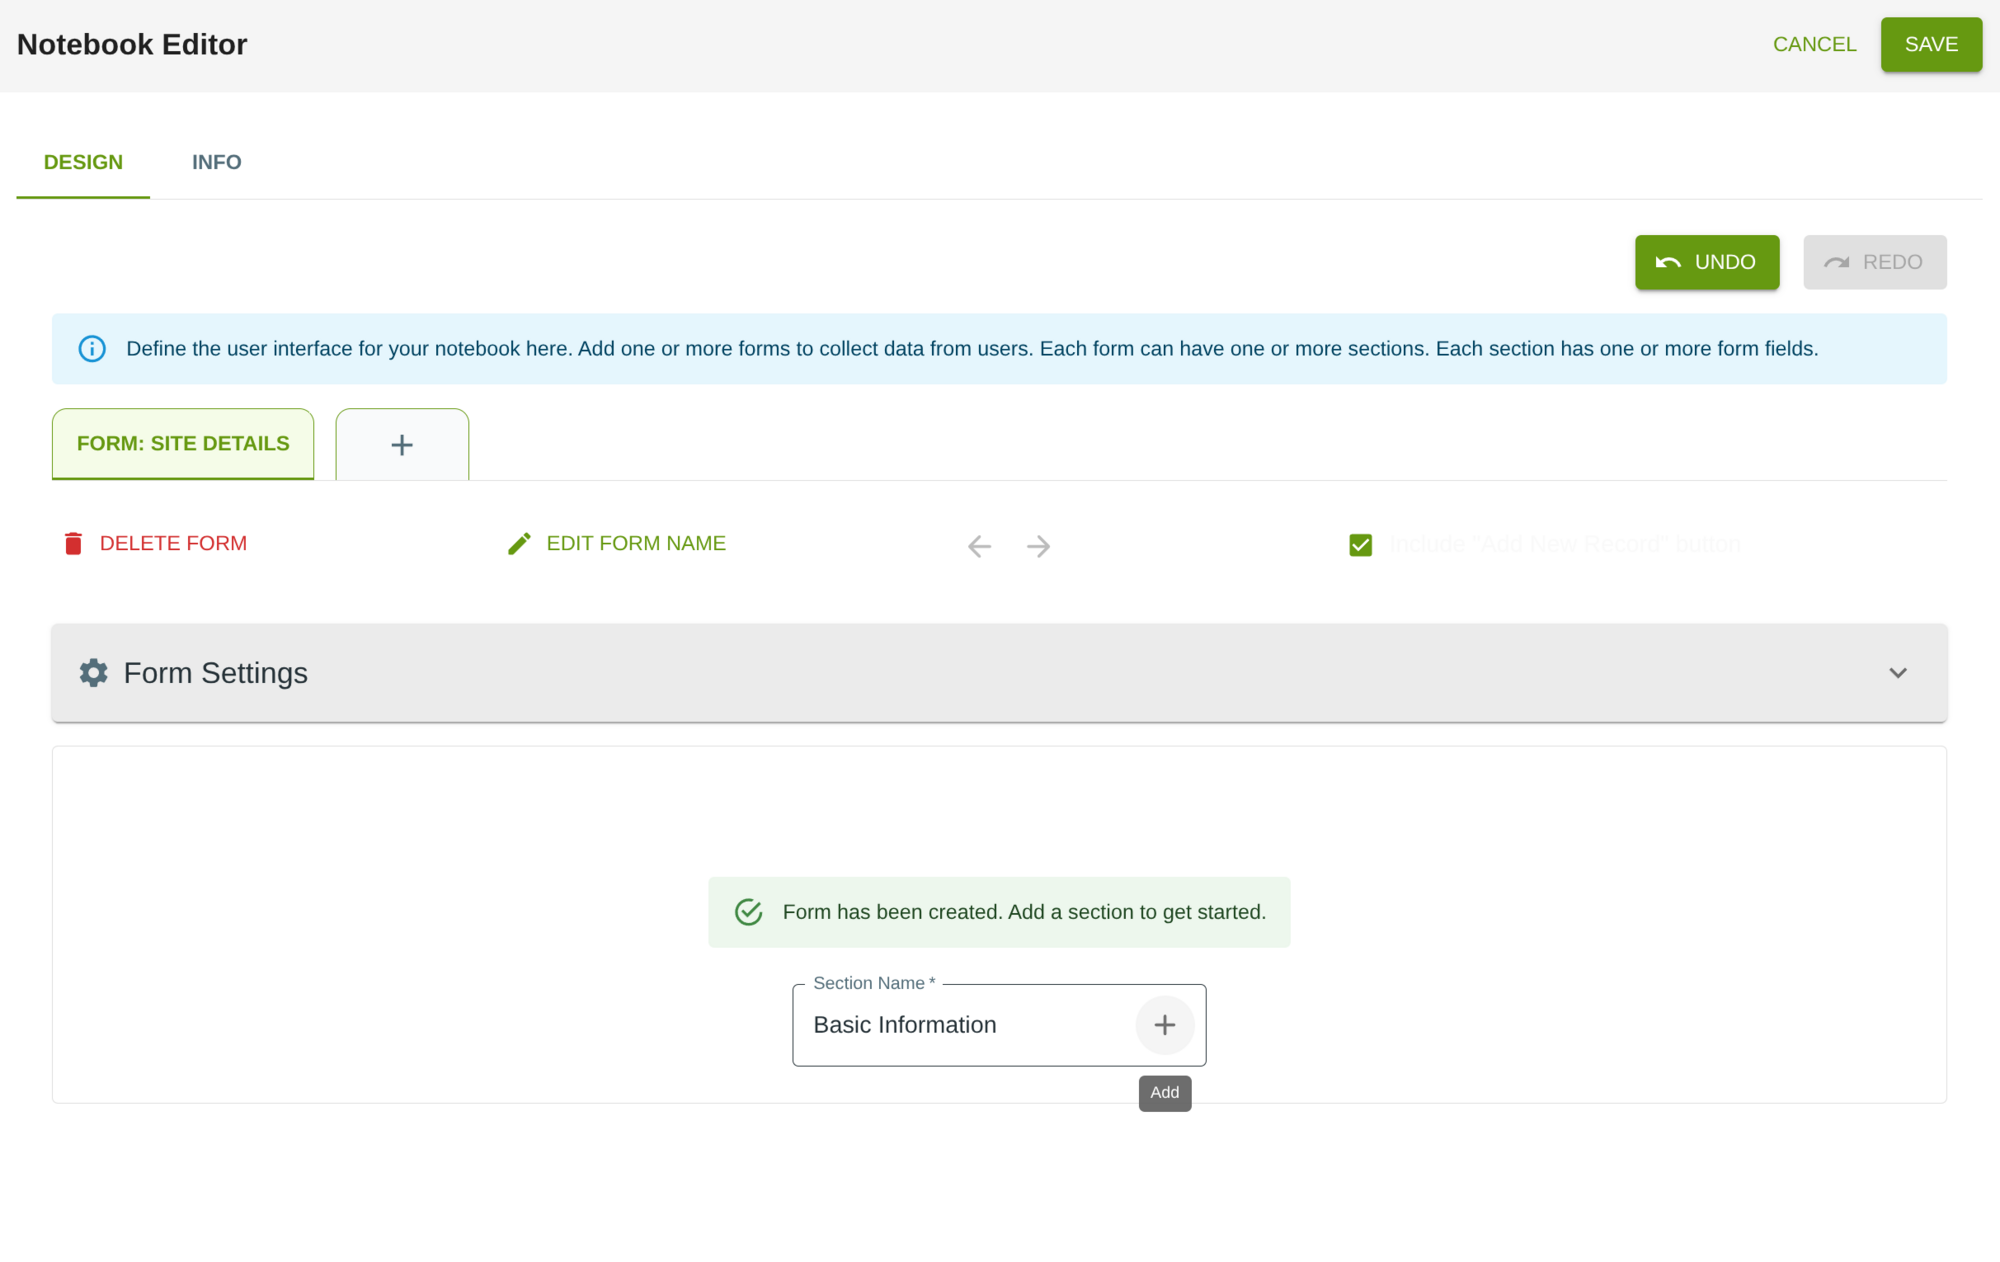 Notebook Editor
CANCEL
SAVE
DESIGN
INFO
UNDO
REDO
Define the user interface for your notebook here. Add one or more forms to collect data from users. Each form can have one or more sections. Each section has one or more form fields.
FORM: SITE DETAILS
DELETE FORM
EDIT FORM NAME
Include "Add New Record" button
Form Settings
Form has been created. Add a section to get started.
Section Name *
Basic Information
Add